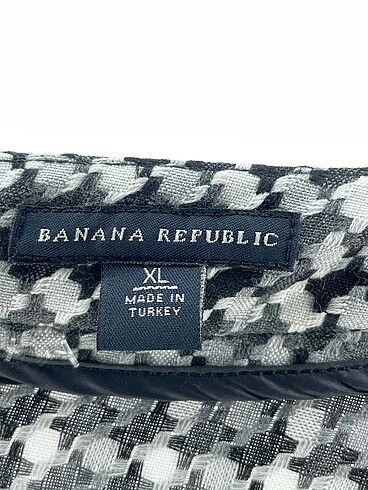 BANANA REPUBLIC
XL
MADE IN
TURKEY